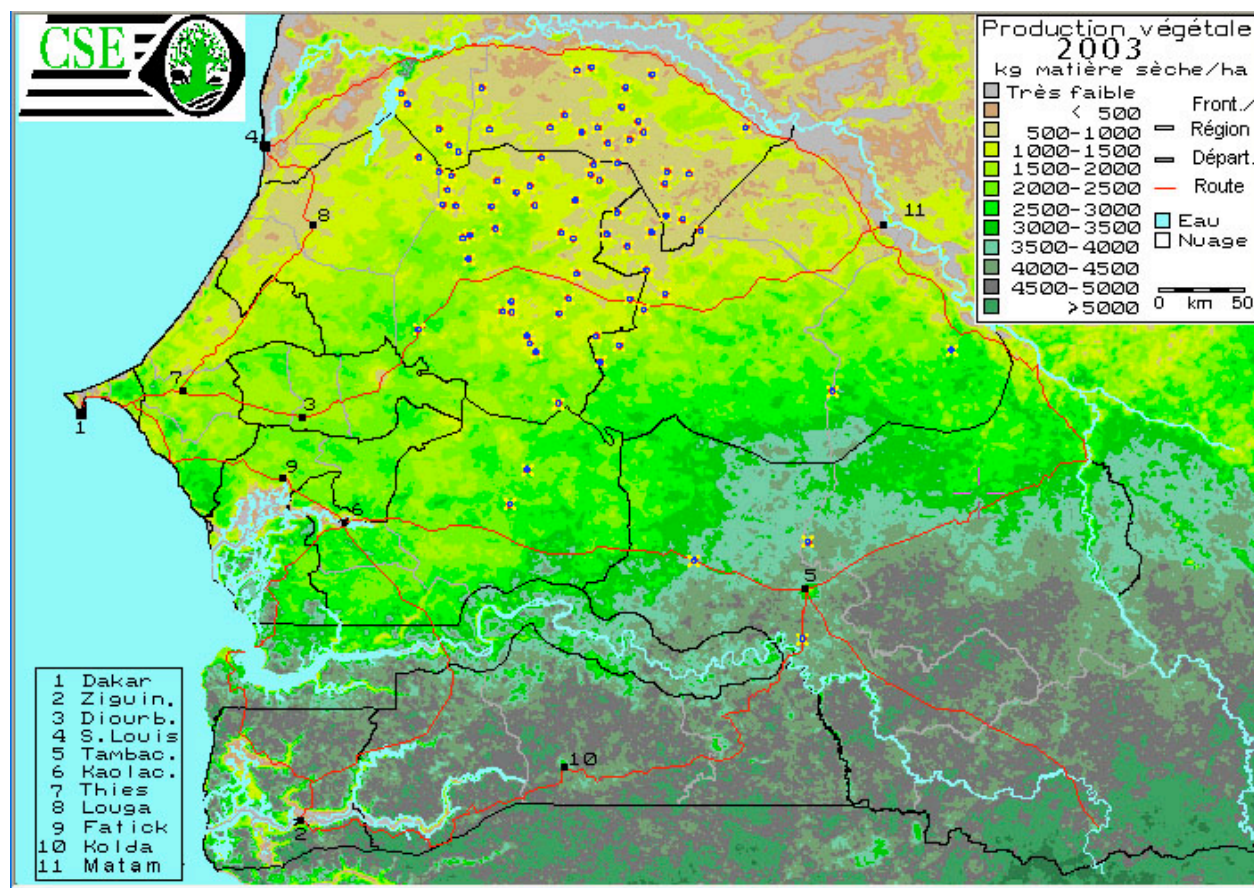 CSE
Production végétale
2003
kg matière sèche/ha
Très faible
< 500
500-1000
1000-1500
1500-2000
2000-2500
2500-3000
3000-3500
3500-4000
4000-4500
4500-5000
>5000
Front./
Région
Départ.
Route
Eau
Nuage
0 km 50
4
8
11
7
3
1
9
6
5
10
2
1 Dakar
2 Ziguin.
3 Diourb.
4 S.Louis
5 Tambac.
6 Kaolac.
7 Thies
8 Louga
9 Fatick
10 Kolda
11 Matam